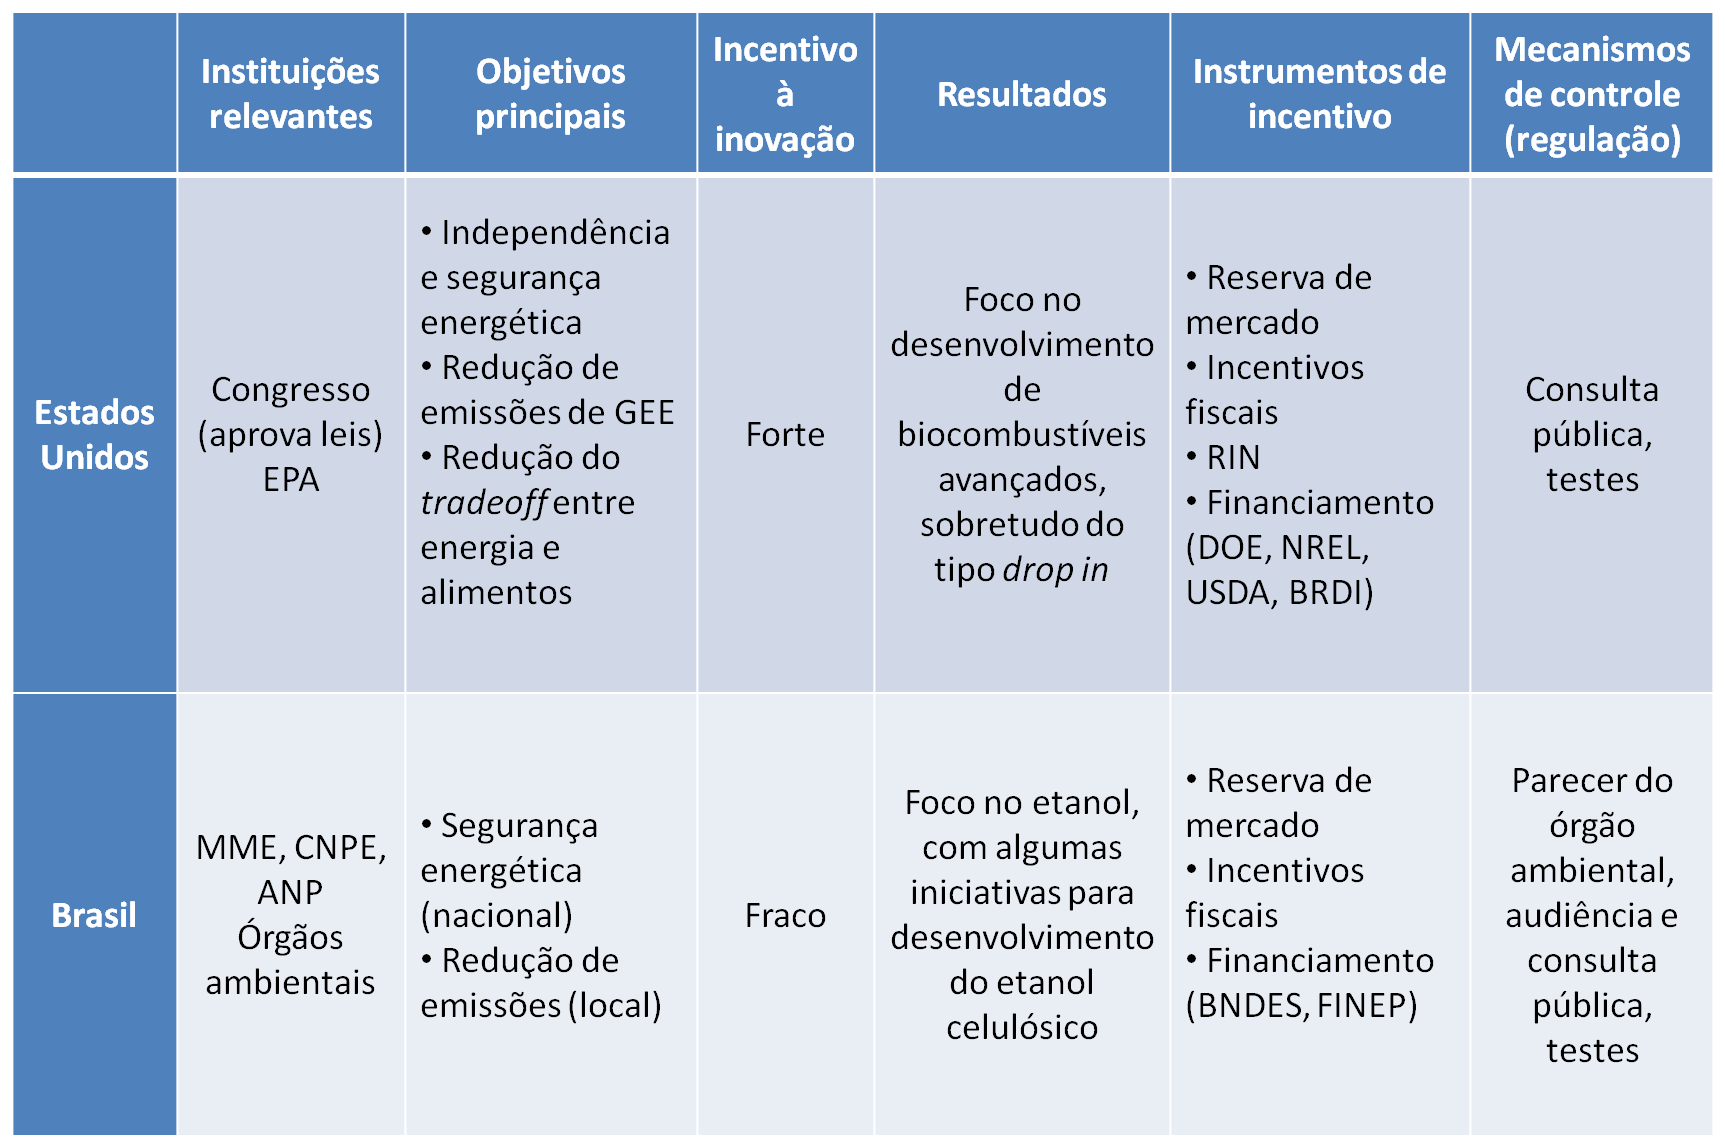 Instituições
relevantes
Objetivos
principais
Incentivo
à
inovação
Resultados
Instrumentos de
incentivo
Mecanismos
de controle
(regulação)
Estados
Unidos
Congresso
(aprova leis)
EPA
• Independência
e segurança
energética
• Redução de
emissões de GEE
• Redução do
tradeoff entre
energia e
alimentos
Forte
Foco no
desenvolvimento
de
biocombustíveis
avançados,
sobretudo do
tipo drop in
• Reserva de
mercado
• Incentivos
fiscais
• RIN
• Financiamento
(DOE, NREL,
USDA, BRDI)
Consulta
pública,
testes
Brasil
MME, CNPE,
ANP
Órgãos
ambientais
• Segurança
energética
(nacional)
• Redução de
emissões (local)
Fraco
Foco no etanol,
com algumas
iniciativas para
desenvolvimento
do etanol
celulósico
• Reserva de
mercado
• Incentivos
fiscais
• Financiamento
(BNDES, FINEP)
Parecer do
órgão
ambiental,
audiência e
consulta
pública,
testes